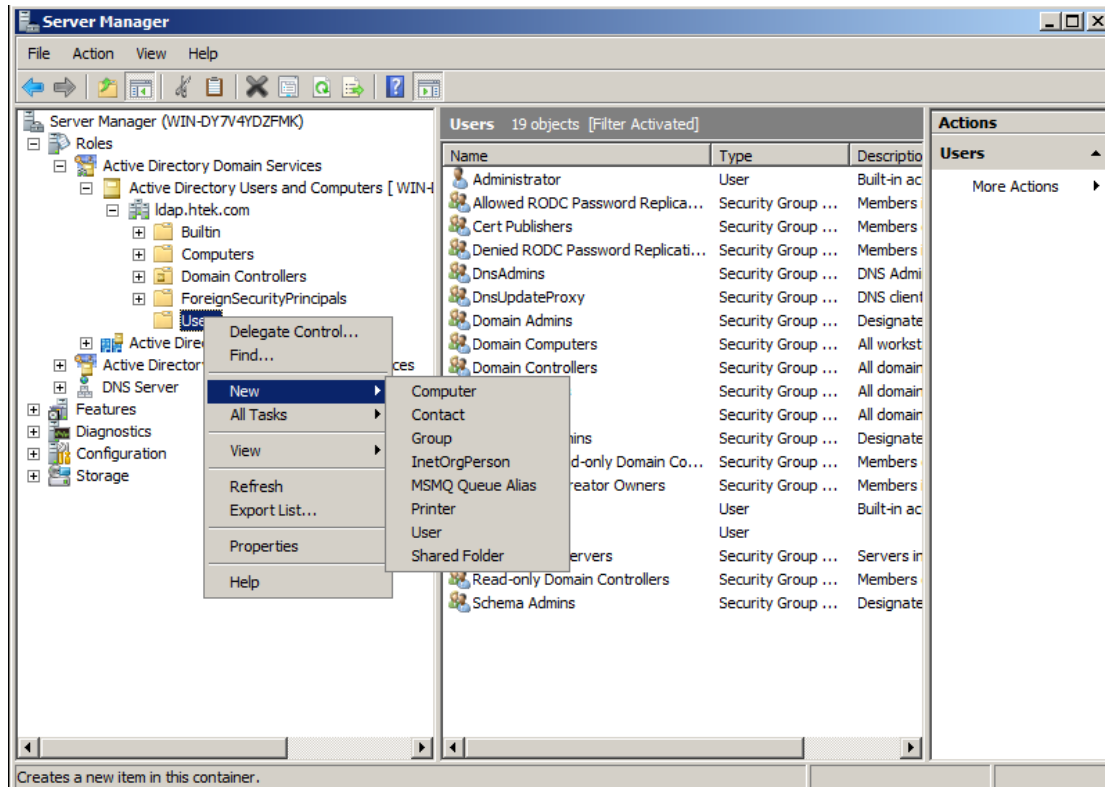 Server Manager
File Action View Help
Server Manager (WIN-DY7V4YDZFMK)
Roles
Active Directory Domain Services
Active Directory Users and Computers [ WIN-
ldap.htek.com
Builtin
Computers
Domain Controllers
ForeignSecurityPrincipals
Use
Active Dire
Active Director ces
DNS Server
Features
Diagnostics
Configuration
Storage
Delegate Control...
Find...
New
All Tasks
View
Refresh
Export List...
Properties
Help
Computer
Contact
Group
InetOrgPerson
MSMQ Queue Alias
Printer
User
Shared Folder
Users 19 objects [Filter Activated]
Name Type Descriptio
Administrator User Built-in ac
Allowed RODC Password Replica... Security Group ... Members
Cert Publishers Security Group ... Members
Denied RODC Password Replicati... Security Group ... Members
DnsAdmins Security Group ... DNS Admi
DnsUpdateProxy Security Group ... DNS client
Domain Admins Security Group ... Designate
Domain Computers Security Group ... All workst
Domain Controllers Security Group ... All domain
Security Group ... All domain
Security Group ... All domain
mins Security Group ... Designate
d-only Domain Co... Security Group ... Members
reator Owners Security Group ... Members
User Built-in ac
User
ervers Security Group ... Servers in
Read-only Domain Controllers Security Group ... Members
Schema Admins Security Group ... Designate
Actions
Users
More Actions
Creates a new item in this container.